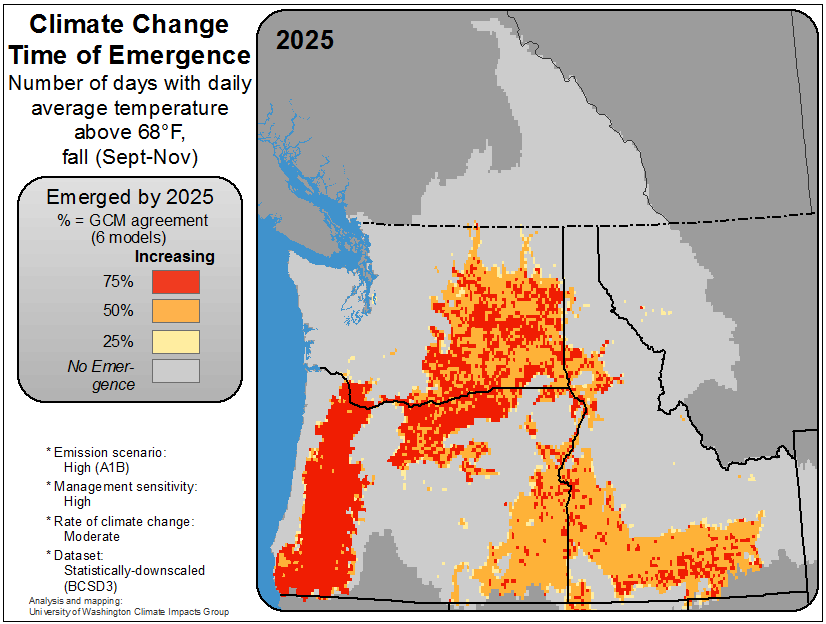 Climate Change
Time of Emergence
Number of days with daily
average temperature
above 68°F,
fall (Sept-Nov)
Emerged by 2025
% = GCM agreement
(6 models)
Increasing
75%
50%
25%
No Emer-
gence
* Emission scenario:
High (A1B)
* Management sensitivity:
High
* Rate of climate change:
Moderate
* Dataset:
Statistically-downscaled
(BCSD3)
Analysis and mapping:
University of Washington Climate Impacts Group
2025